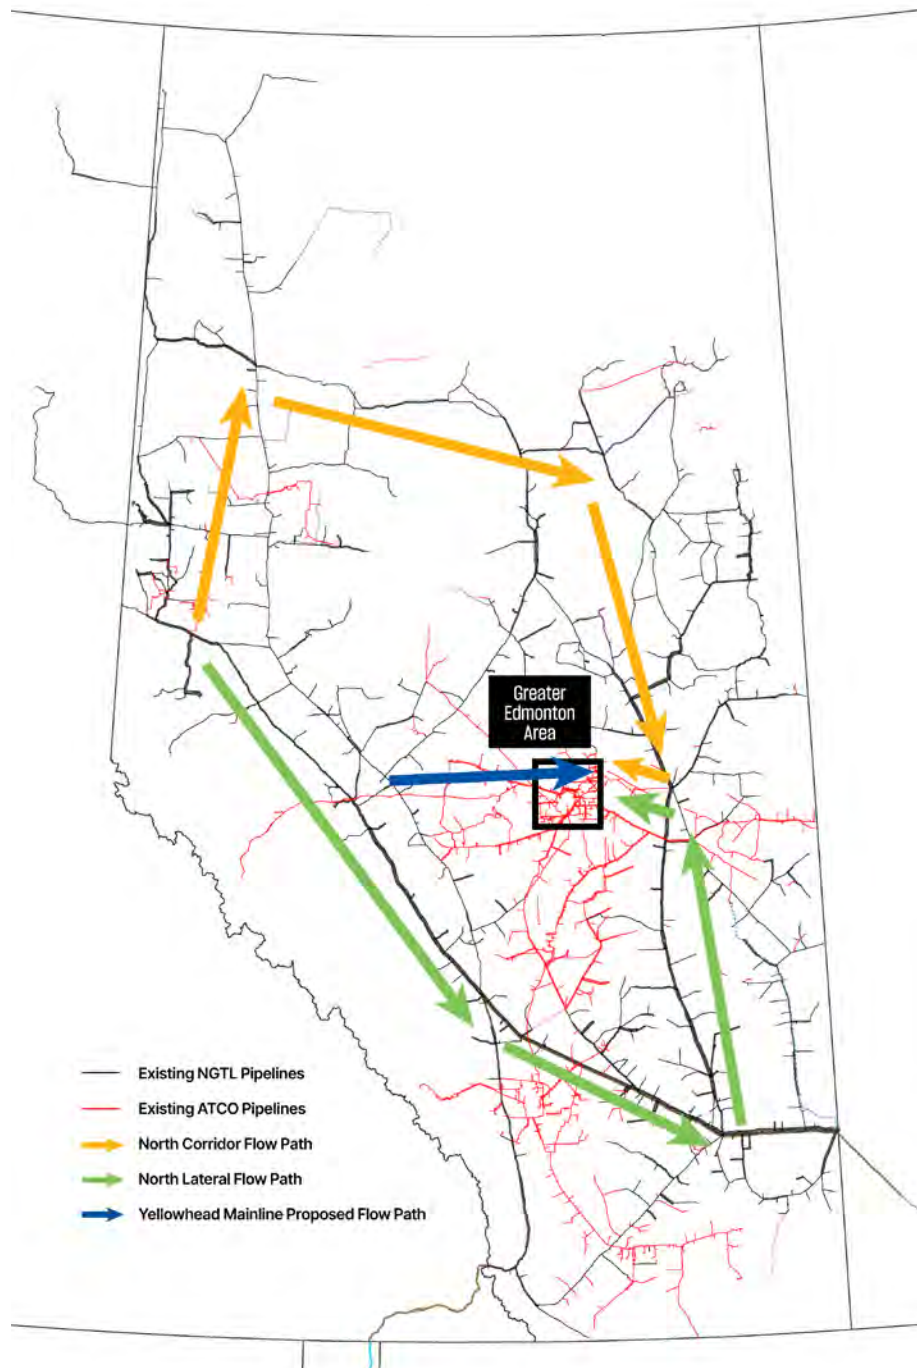 Greater
Edmonton
Area
Existing NGTL Pipelines
Existing ATCO Pipelines
North Corridor Flow Path
North Lateral Flow Path
Yellowhead Mainline Proposed Flow Path